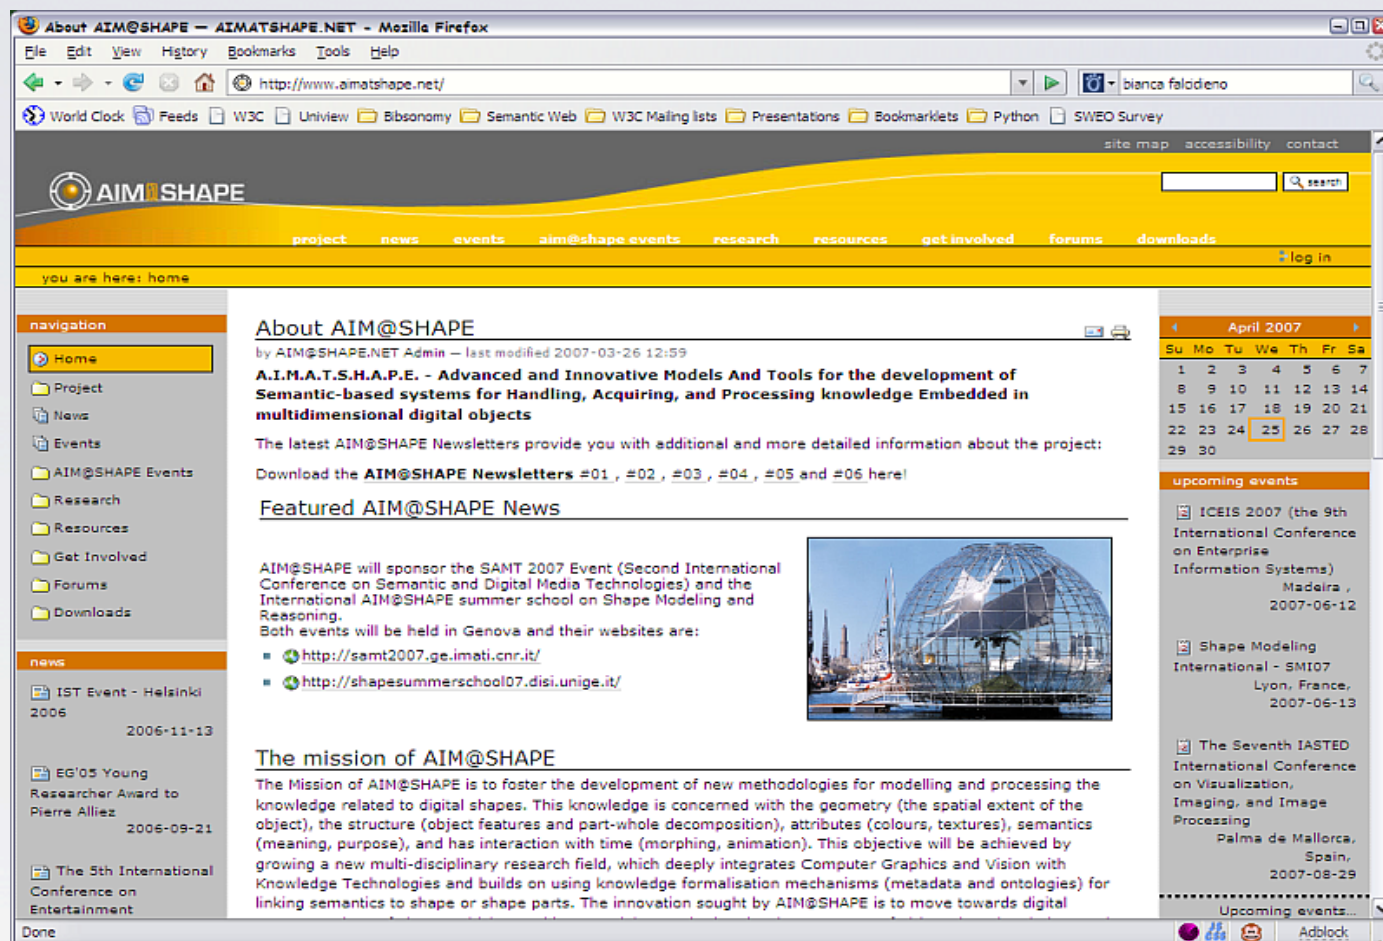 About AIM@SHAPE — AIMATSHAPE.NET - Mozilla Firefox
File Edit View History Bookmarks Tools Help
http://www.aimatshape.net/
bianca falcidieno
World Clock Feeds W3C Uniview Bibsonomy Semantic Web W3C Mailing lists Presentations Bookmarklets Python SWEO Survey
site map accessibility contact
AIM@SHAPE
search
project news events aim@shape events research resources get involved forums downloads
log in
you are here: home
navigation
Home
Project
News
Events
AIM@SHAPE Events
Research
Resources
Get Involved
Forums
Downloads
news
IST Event - Helsinki
2006
2006-11-13
EG'05 Young
Researcher Award to
Pierre Alliez
2006-09-21
The 5th International
Conference on
Entertainment
About AIM@SHAPE
by AIM@SHAPE.NET Admin — last modified 2007-03-26 12:59
A.I.M.A.T.S.H.A.P.E. - Advanced and Innovative Models And Tools for the development of
Semantic-based systems for Handling, Acquiring, and Processing knowledge Embedded in
multidimensional digital objects
The latest AIM@SHAPE Newsletters provide you with additional and more detailed information about the project:
Download the AIM@SHAPE Newsletters #01 , #02 , #03 , #04 , #05 and #06 here!
Featured AIM@SHAPE News
AIM@SHAPE will sponsor the SAMT 2007 Event (Second International
Conference on Semantic and Digital Media Technologies) and the
International AIM@SHAPE summer school on Shape Modeling and
Reasoning.
Both events will be held in Genova and their websites are:
http://samt2007.ge.imati.cnr.it/
http://shapesummerschool07.disi.unige.it/
The mission of AIM@SHAPE
The Mission of AIM@SHAPE is to foster the development of new methodologies for modelling and processing the
knowledge related to digital shapes. This knowledge is concerned with the geometry (the spatial extent of the
object), the structure (object features and part-whole decomposition), attributes (colours, textures), semantics
(meaning, purpose), and has interaction with time (morphing, animation). This objective will be achieved by
growing a new multi-disciplinary research field, which deeply integrates Computer Graphics and Vision with
Knowledge Technologies and builds on using knowledge formalisation mechanisms (metadata and ontologies) for
linking semantics to shape or shape parts. The innovation sought by AIM@SHAPE is to move towards digital
April 2007
Su Mo Tu We Th Fr Sa
1 2 3 4 5 6 7
8 9 10 11 12 13 14
15 16 17 18 19 20 21
22 23 24 25 26 27 28
29 30
upcoming events
ICEIS 2007 (the 9th
International Conference
on Enterprise
Information Systems)
Madeira ,
2007-06-12
Shape Modeling
International - SMI07
Lyon, France,
2007-06-13
The Seventh IASTED
International Conference
on Visualization,
Imaging, and Image
Processing
Palma de Mallorca,
Spain,
2007-08-29
Upcoming events...
Done
Adblock